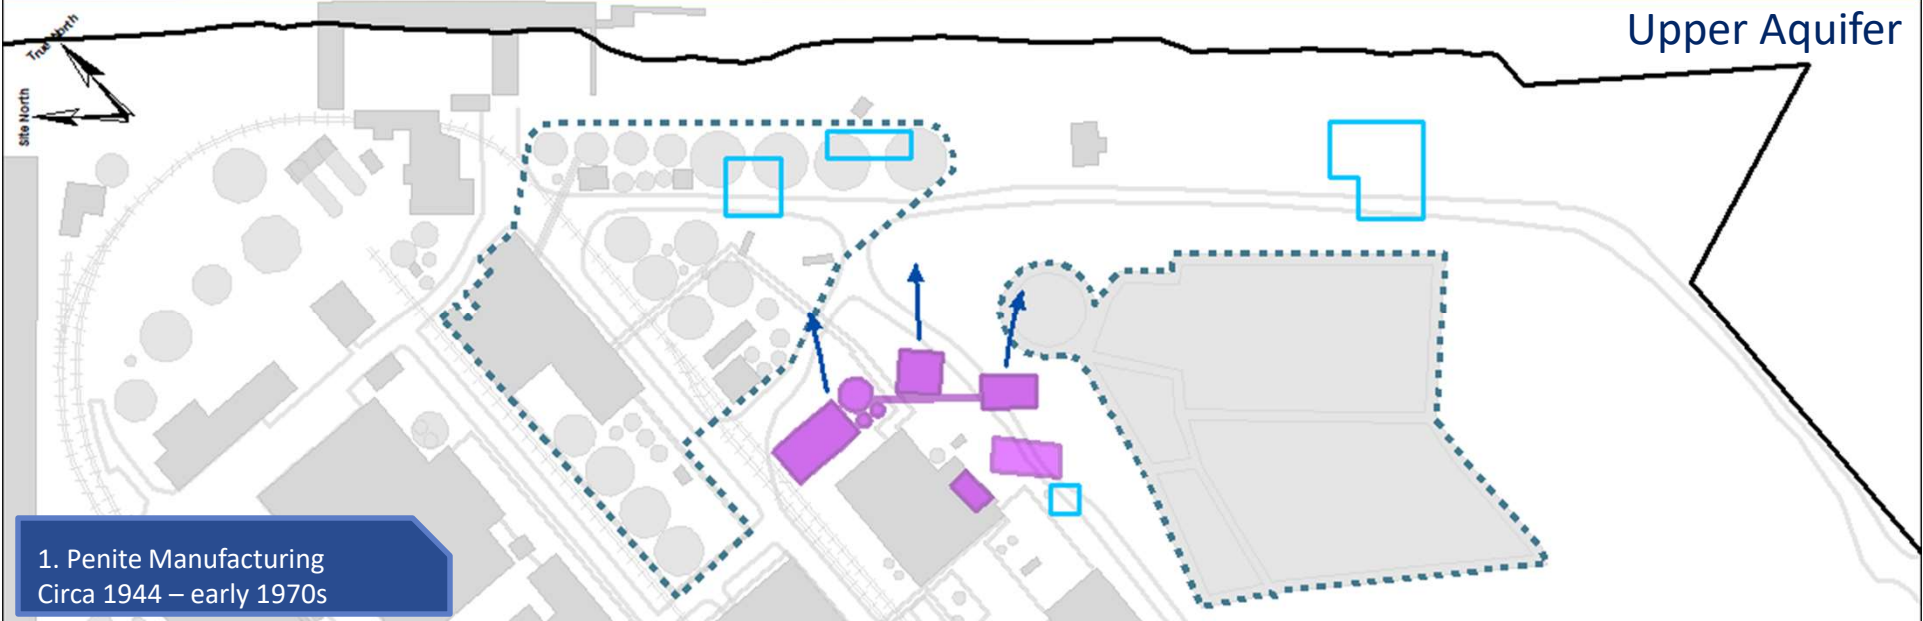 Upper Aquifer
True North
Site North
1. Penite Manufacturing
Circa 1944 – early 1970s